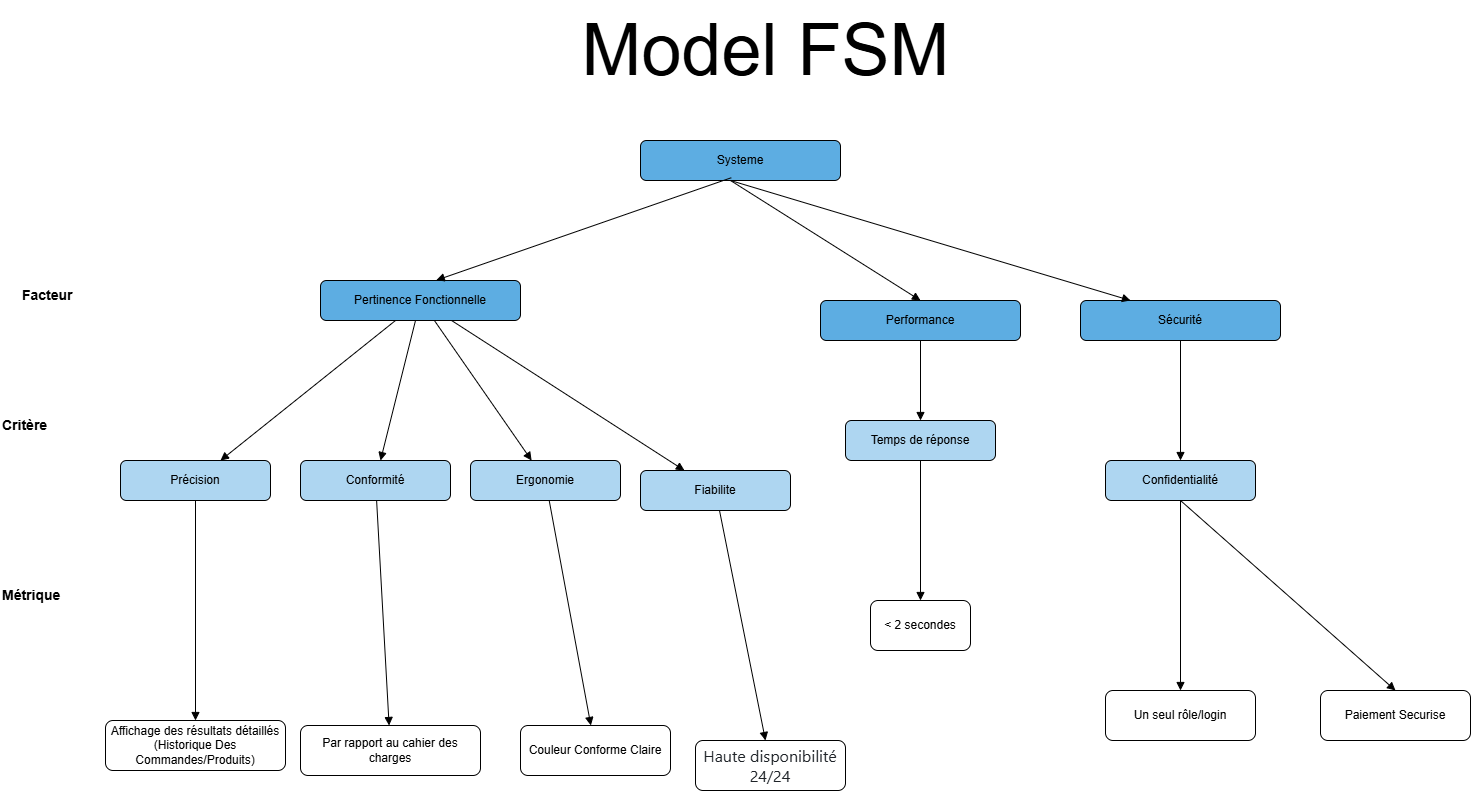 Model FSM
Systeme
Facteur
Pertinence Fonctionnelle
Performance
Sécurité
Critère
Temps de réponse
Précision
Conformité
Ergonomie
Fiabilite
Confidentialité
Métrique
< 2 secondes
Affichage des résultats détaillés
(Historique Des
Commandes/Produits)
Par rapport au cahier des
charges
Couleur Conforme Claire
Haute disponibilité
24/24
Un seul rôle/login
Paiement Securise